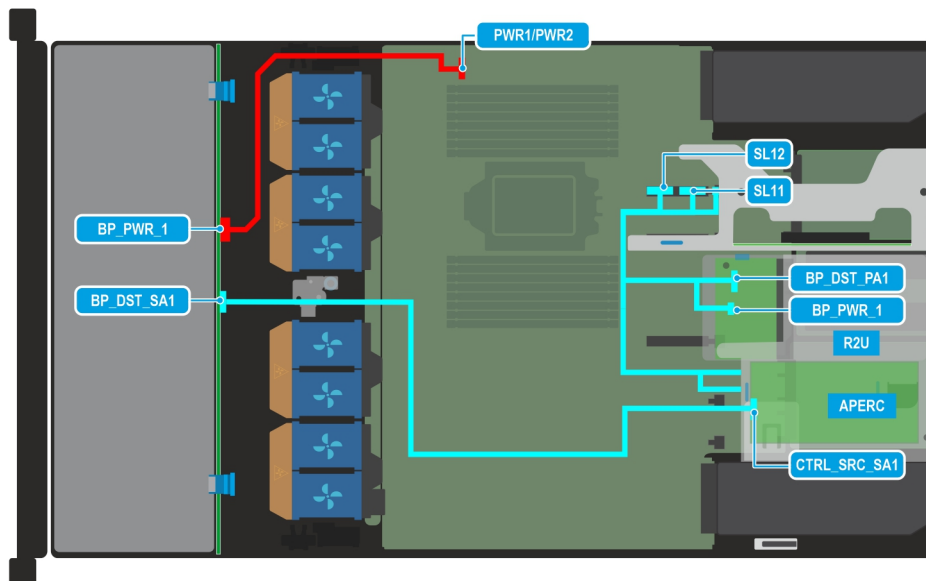 PWR1/PWR2
SL12
SL11
BP_PWR_1
BP_DST_PA1
BP_DST_SA1
BP_PWR_1
R2U
APERC
CTRL_SRC_SA1